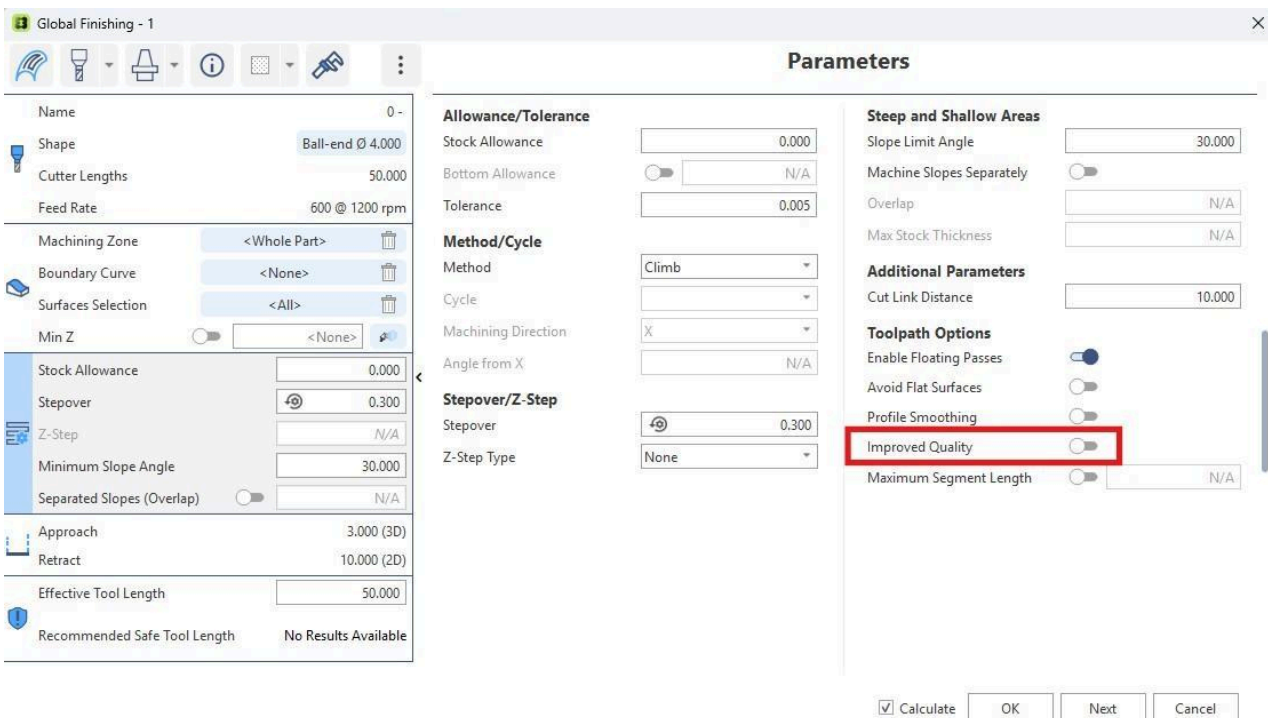 Global Finishing - 1
Parameters
Name 0 -
Shape Ball-end Ø 4.000
Cutter Lengths 50.000
Feed Rate 600 @ 1200 rpm
Machining Zone <Whole Part>
Boundary Curve <None>
Surfaces Selection <All>
Min Z <None>
Stock Allowance 0.000
Stepover 0.300
Z-Step N/A
Minimum Slope Angle 30.000
Separated Slopes (Overlap) N/A
Approach 3.000 (3D)
Retract 10.000 (2D)
Effective Tool Length 50.000
Recommended Safe Tool Length No Results Available
Allowance/Tolerance
Stock Allowance 0.000
Bottom Allowance N/A
Tolerance 0.005
Method/Cycle
Method Climb
Cycle
Machining Direction X
Angle from X N/A
Stepover/Z-Step
Stepover 0.300
Z-Step Type None
Steep and Shallow Areas
Slope Limit Angle 30.000
Machine Slopes Separately
Overlap N/A
Max Stock Thickness N/A
Additional Parameters
Cut Link Distance 10.000
Toolpath Options
Enable Floating Passes
Avoid Flat Surfaces
Profile Smoothing
Improved Quality
Maximum Segment Length N/A
Calculate OK Next Cancel